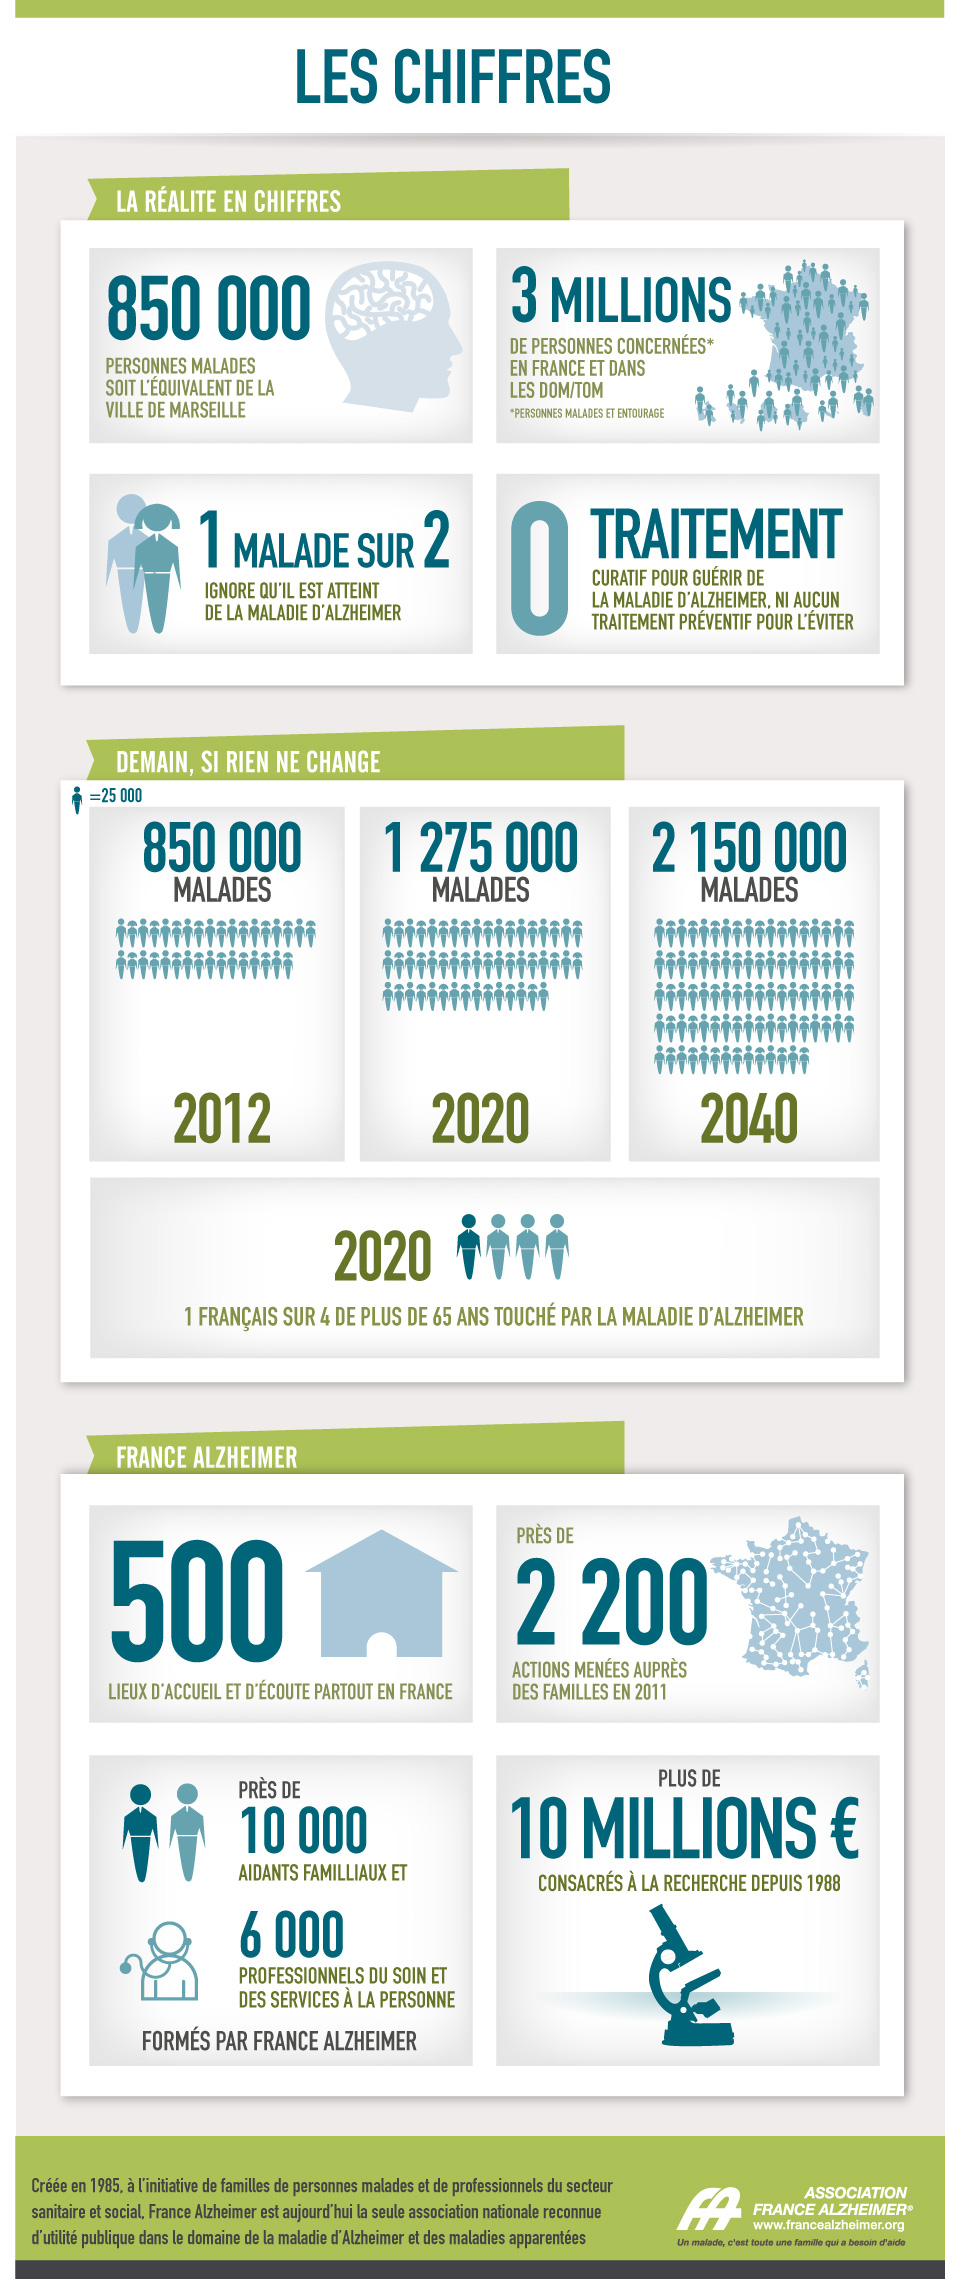 LES CHIFFRES
LA RÉALITE EN CHIFFRES
850 000
PERSONNES MALADES
SOIT L'ÉQUIVALENT DE LA
VILLE DE MARSEILLE
3 MILLIONS
DE PERSONNES CONCERNÉES*
EN FRANCE ET DANS
LES DOM/TOM
*PERSONNES MALADES ET ENTOURAGE
1 MALADE SUR 2
IGNORE QU'IL EST ATTEINT
DE LA MALADIE D'ALZHEIMER
0 TRAITEMENT
CURATIF POUR GUÉRIR DE
LA MALADIE D'ALZHEIMER, NI AUCUN
TRAITEMENT PRÉVENTIF POUR L'ÉVITER
DEMAIN, SI RIEN NE CHANGE
=25 000
850 000
MALADES
2012
1 275 000
MALADES
2020
2 150 000
MALADES
2040
2020
1 FRANÇAIS SUR 4 DE PLUS DE 65 ANS TOUCHÉ PAR LA MALADIE D'ALZHEIMER
FRANCE ALZHEIMER
500
LIEUX D'ACCUEIL ET D'ÉCOUTE PARTOUT EN FRANCE
PRÈS DE
2 200
ACTIONS MENÉES AUPRÈS
DES FAMILLES EN 2011
PRÈS DE
10 000
AIDANTS FAMILLIAUX ET
6 000
PROFESSIONNELS DU SOIN ET
DES SERVICES À LA PERSONNE
FORMÉS PAR FRANCE ALZHEIMER
PLUS DE
10 MILLIONS €
CONSACRÉS À LA RECHERCHE DEPUIS 1988
Créée en 1985, à l'initiative de familles de personnes malades et de professionnels du secteur
sanitaire et social, France Alzheimer est aujourd'hui la seule association nationale reconnue
d'utilité publique dans le domaine de la maladie d'Alzheimer et des maladies apparentées
ASSOCIATION
FRANCE ALZHEIMER®
www.francealzheimer.org
Un malade, c'est toute une famille qui a besoin d'aide